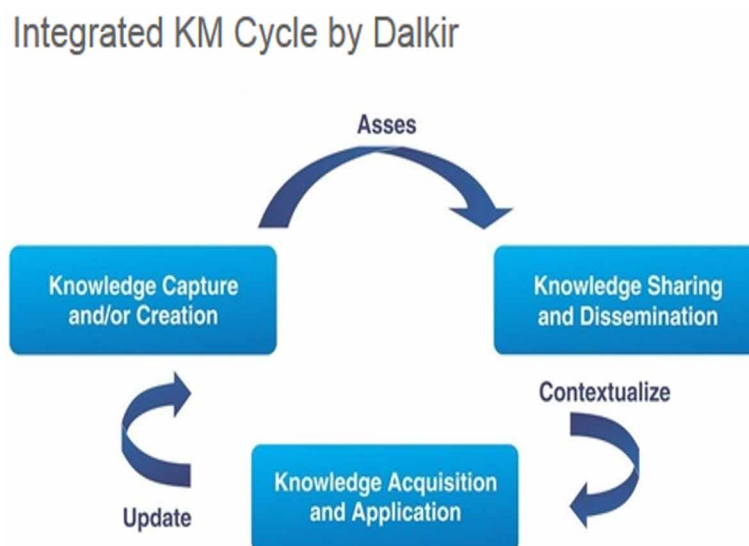 Integrated KM Cycle by Dalkir
Asses
Knowledge Capture
and/or Creation
Knowledge Sharing
and Dissemination
Contextualize
Knowledge Acquisition
and Application
Update